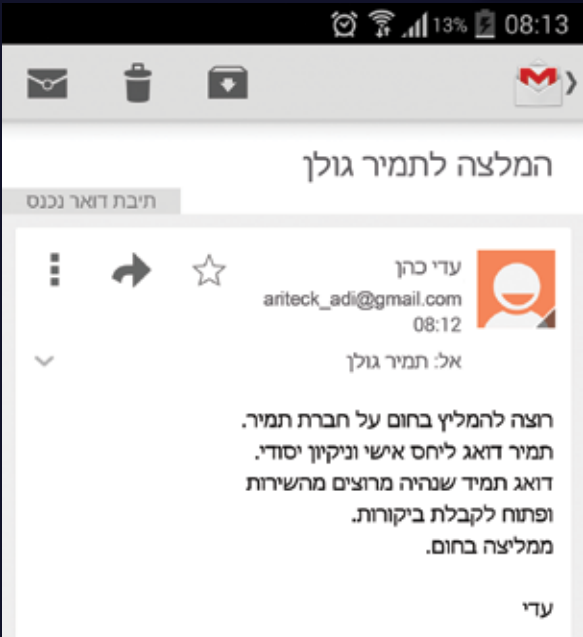 13% 08:13
המלצה לתמיר גולן
תיבת דואר נכנס
עדי כהן
ariteck_adi@gmail.com
08:12
אל: תמיר גולן
רוצה להמליץ בחום על חברת תמיר.
תמיר דואג ליחס אישי וניקיון יסודי.
דואג תמיד שנהיה מרוצים מהשירות
ופתוח לקבלת ביקורות.
ממליצה בחום.
עדי